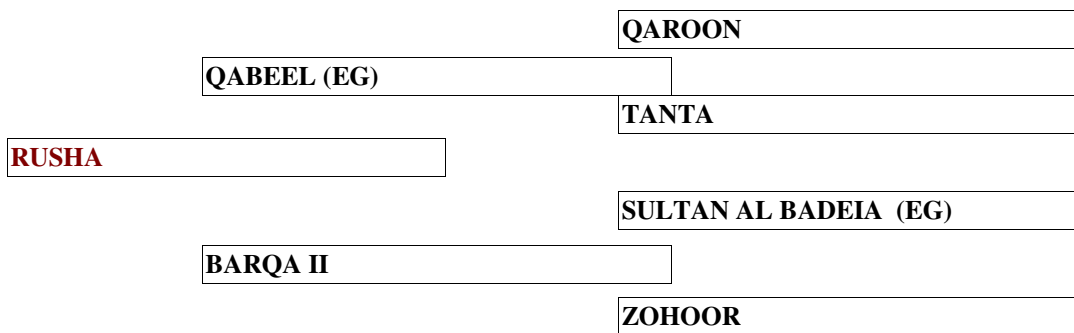 QAROON
QABEEL (EG)
TANTA
RUSHA
SULTAN AL BADEIA (EG)
BARQA II
ZOHOOR